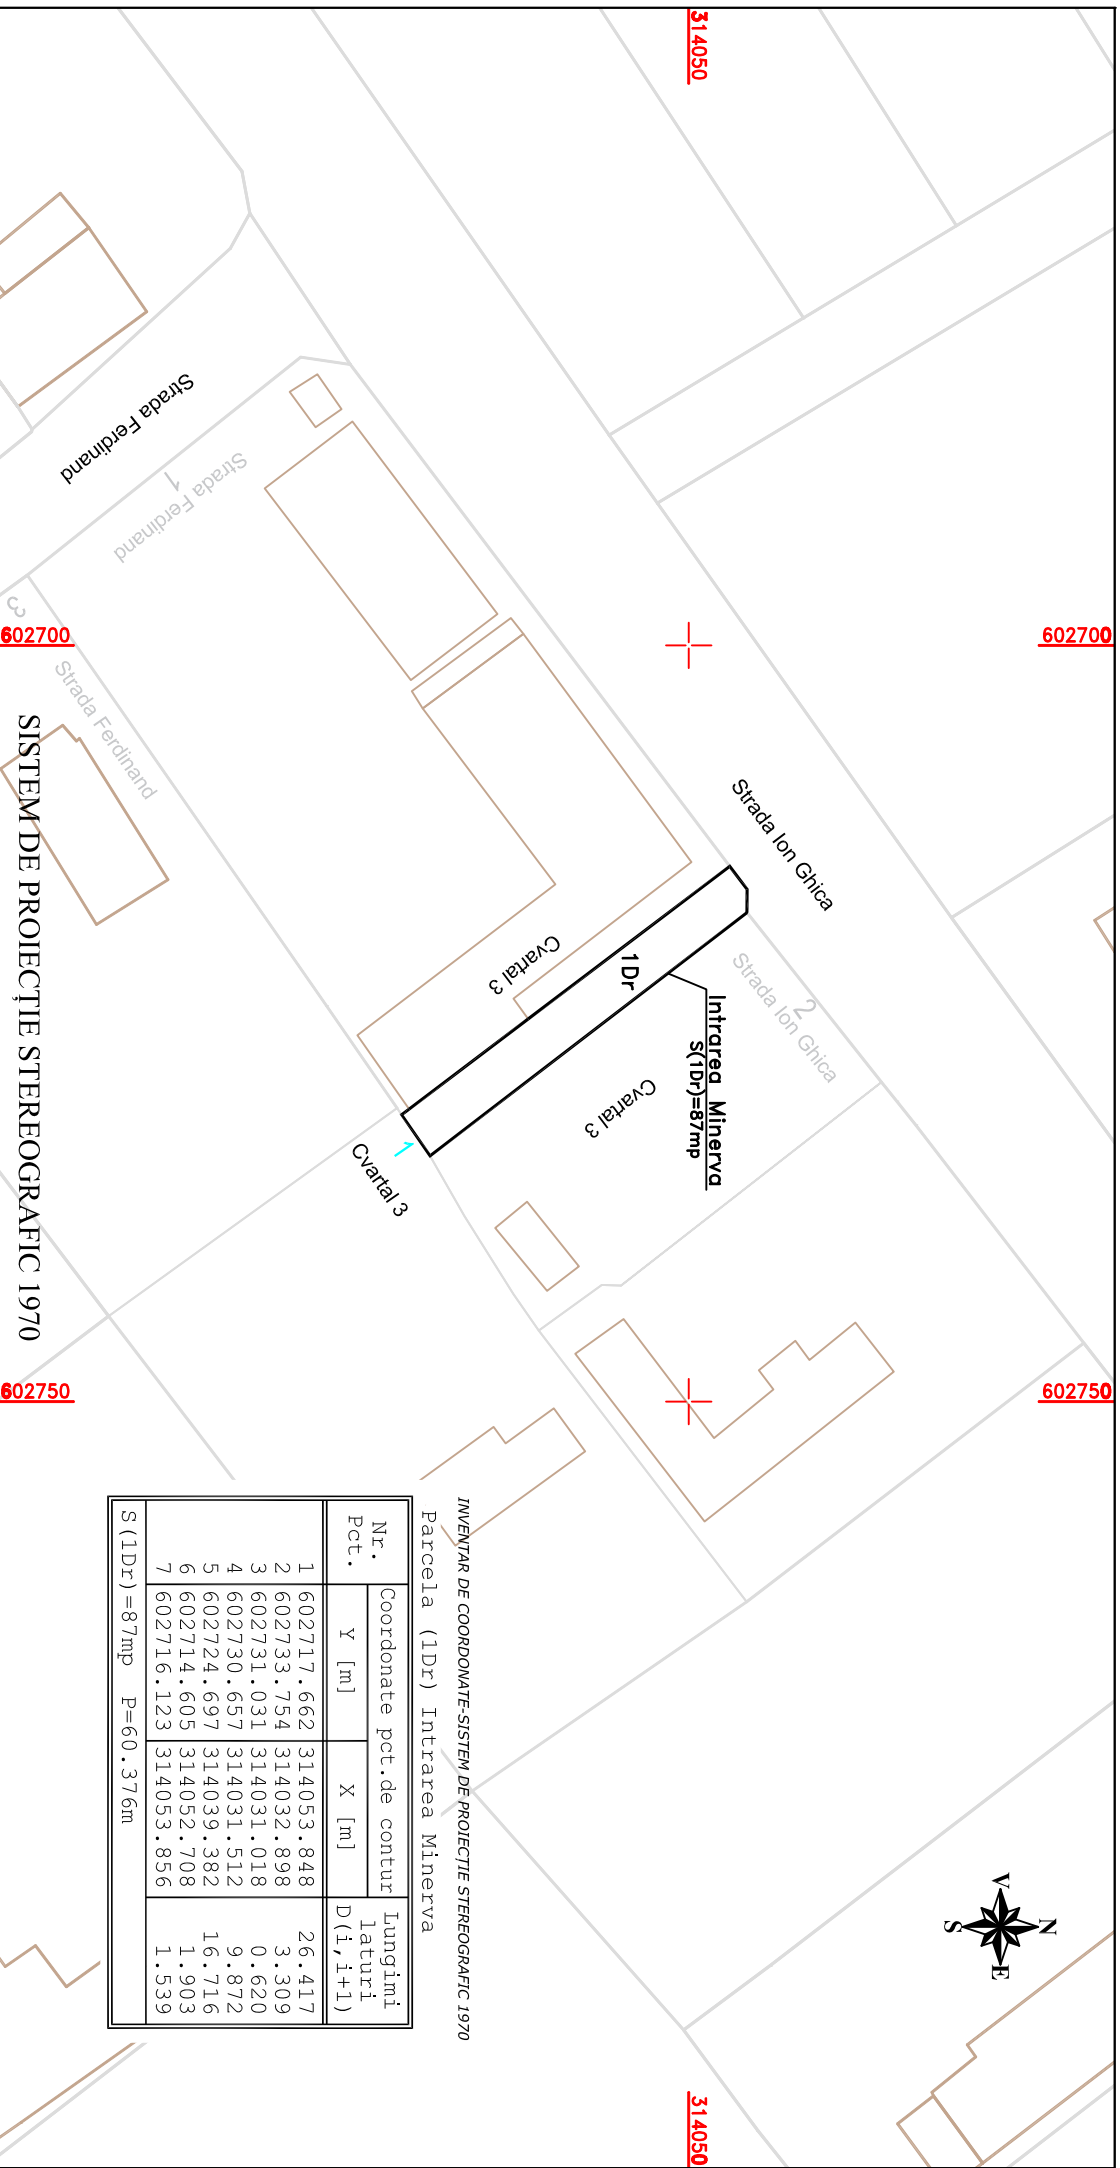 314050
602700
602750
314050
N
V
E
S
Strada Ion Ghica
2
Strada Ion Ghica
Intrarea Minerva
S(1Dr)=87mp
1Dr
Cvartal 3
Cvartal 3
Cvartal 3
1
Strada Ferdinand
1
Strada Ferdinand
3
Strada Ferdinand
602700
602750
SISTEM DE PROIECȚIE STEREOGRAFIC 1970
INVENTAR DE COORDONATE-SISTEM DE PROIECȚIE STEREOGRAFIC 1970
Parcela (1Dr) Intrarea Minerva
Nr. Pct. Coordonate pct.de contur Lungimi laturi
Y [m] X [m] D(i,i+1)
1 602717.662 314053.848 26.417
2 602733.754 314032.898 3.309
3 602731.031 314031.018 0.620
4 602730.657 314031.512 9.872
5 602724.697 314039.382 16.716
6 602714.605 314052.708 1.903
7 602716.123 314053.856 1.539
S(1Dr)=87mp P=60.376m